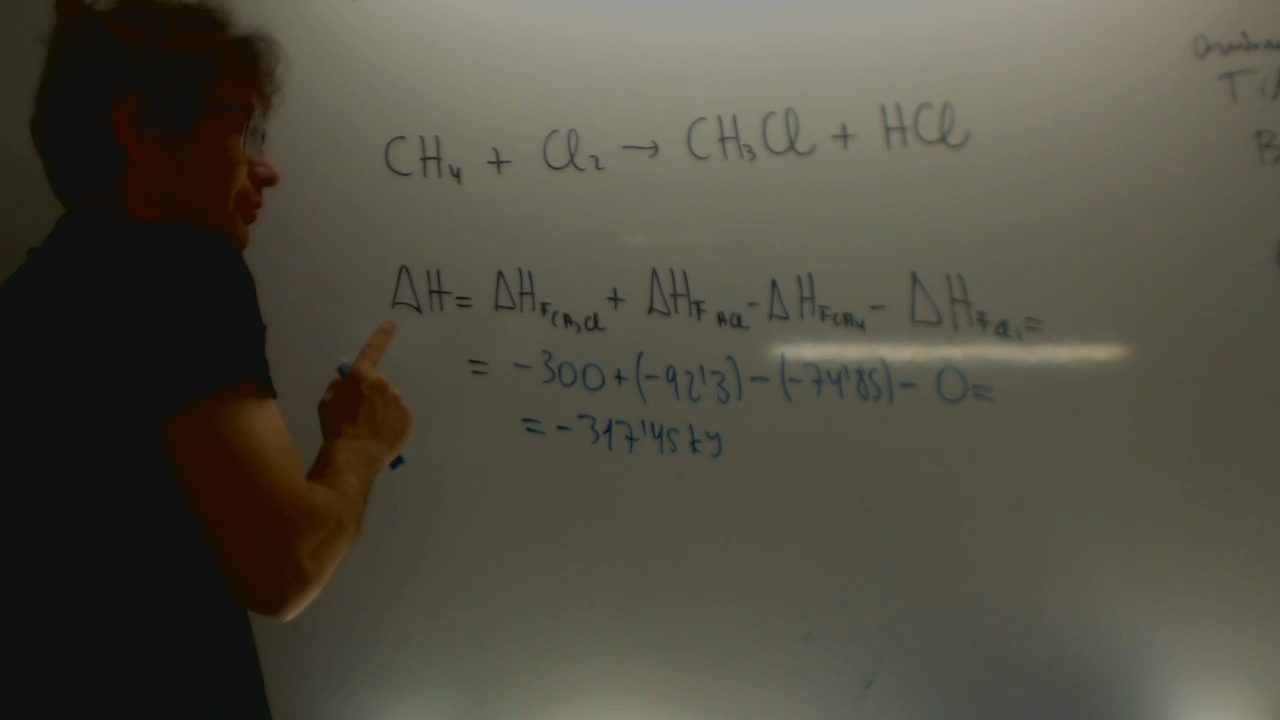 CH₄ + Cl₂ → CH₃Cl + HCl
ΔH = ΔH_F CH₃Cl + ΔH_F HCl - ΔH_F CH₄ - ΔH_F Cl₂ =
= -300 + (-92'3) - (-74'85) - 0 =
= -317'45 kJ